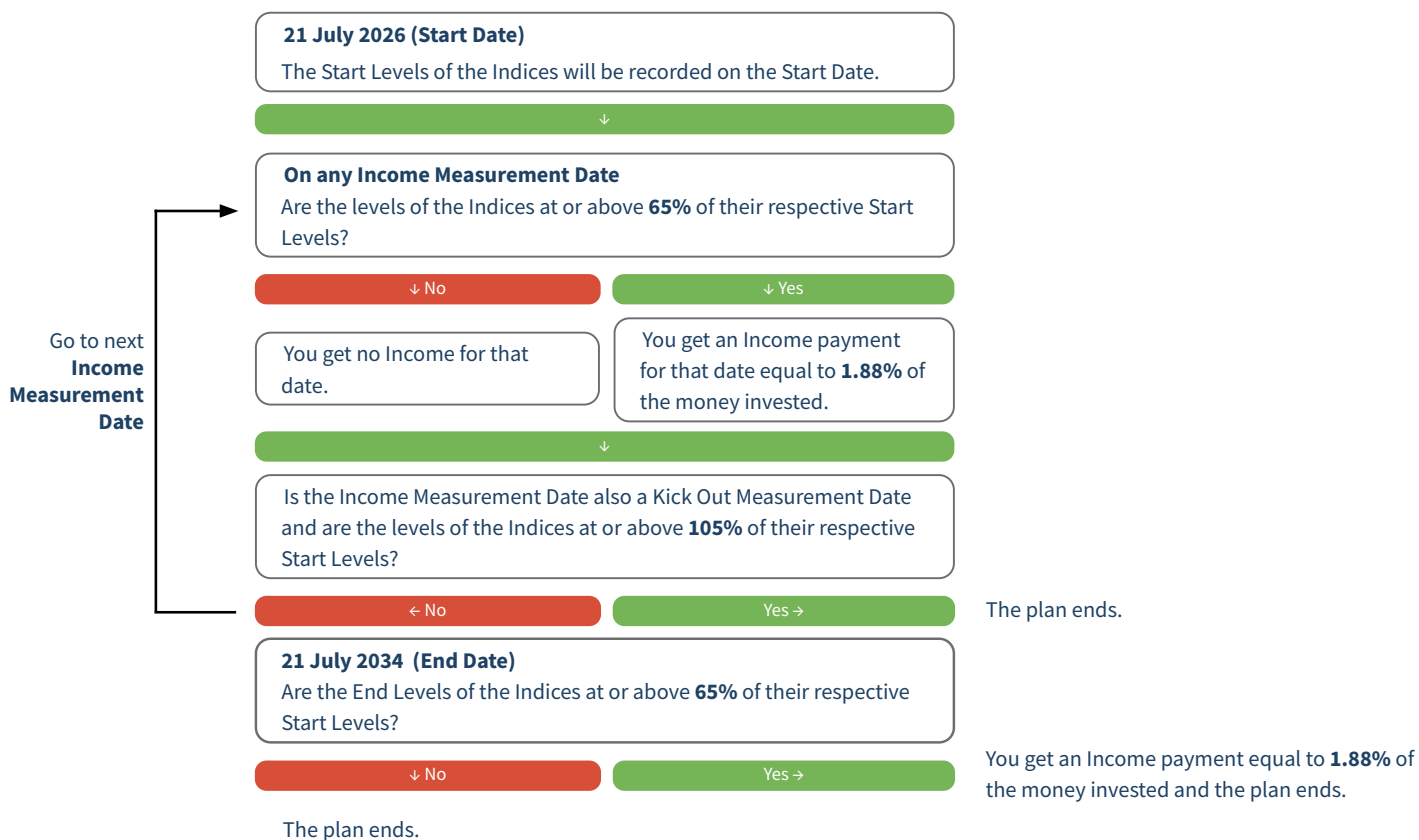 21 July 2026 (Start Date)
The Start Levels of the Indices will be recorded on the Start Date.
↓
On any Income Measurement Date
Are the levels of the Indices at or above 65% of their respective Start
Levels?
↓ No
↓ Yes
Go to next
Income
Measurement
Date
You get no Income for that
date.
You get an Income payment
for that date equal to 1.88% of
the money invested.
↓
Is the Income Measurement Date also a Kick Out Measurement Date
and are the levels of the Indices at or above 105% of their respective
Start Levels?
← No
Yes →
The plan ends.
21 July 2034 (End Date)
Are the End Levels of the Indices at or above 65% of their respective
Start Levels?
↓ No
Yes →
You get an Income payment equal to 1.88% of
the money invested and the plan ends.
The plan ends.